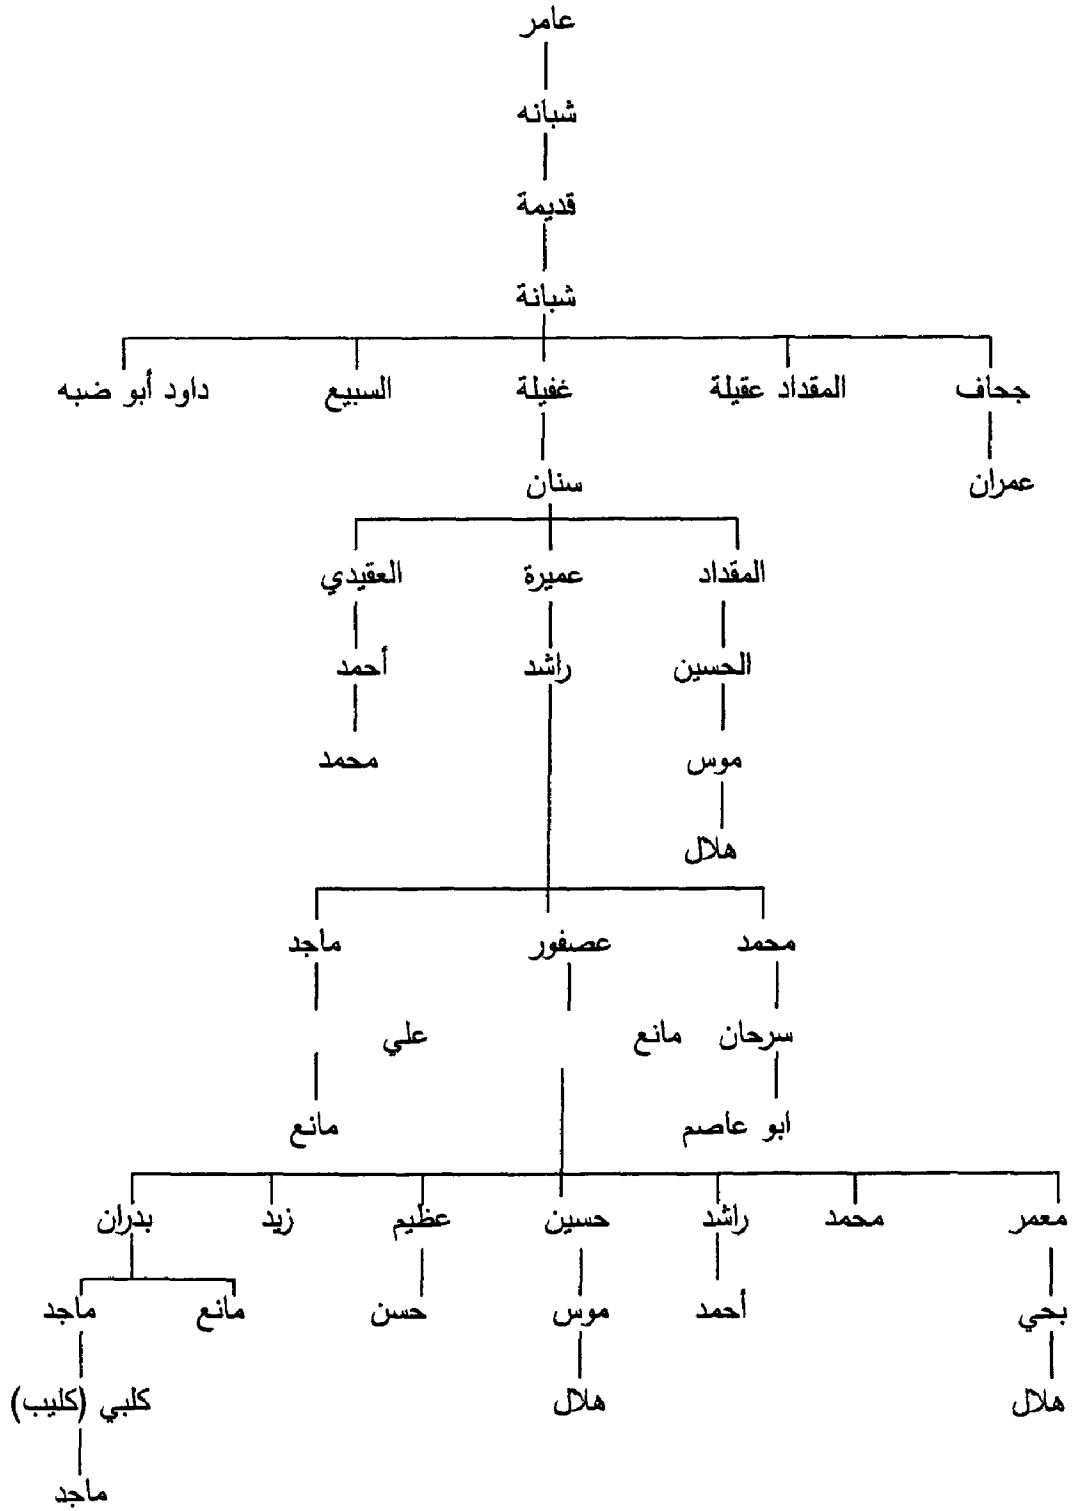 عامر
شبانه
قديمة
شبانة
جحاف المقداد عقيلة غفيلة السبيع داود أبو ضبه
عمران
سنان
المقداد عميرة العقيدي
الحسين راشد أحمد
موس محمد
هلال
محمد عصفور ماجد
سرحان مانع علي
ابو عاصم مانع
معمر محمد راشد حسين عظيم زيد بدران
بحي أحمد موس حسن مانع ماجد
هلال هلال كلبي (كليب)
ماجد